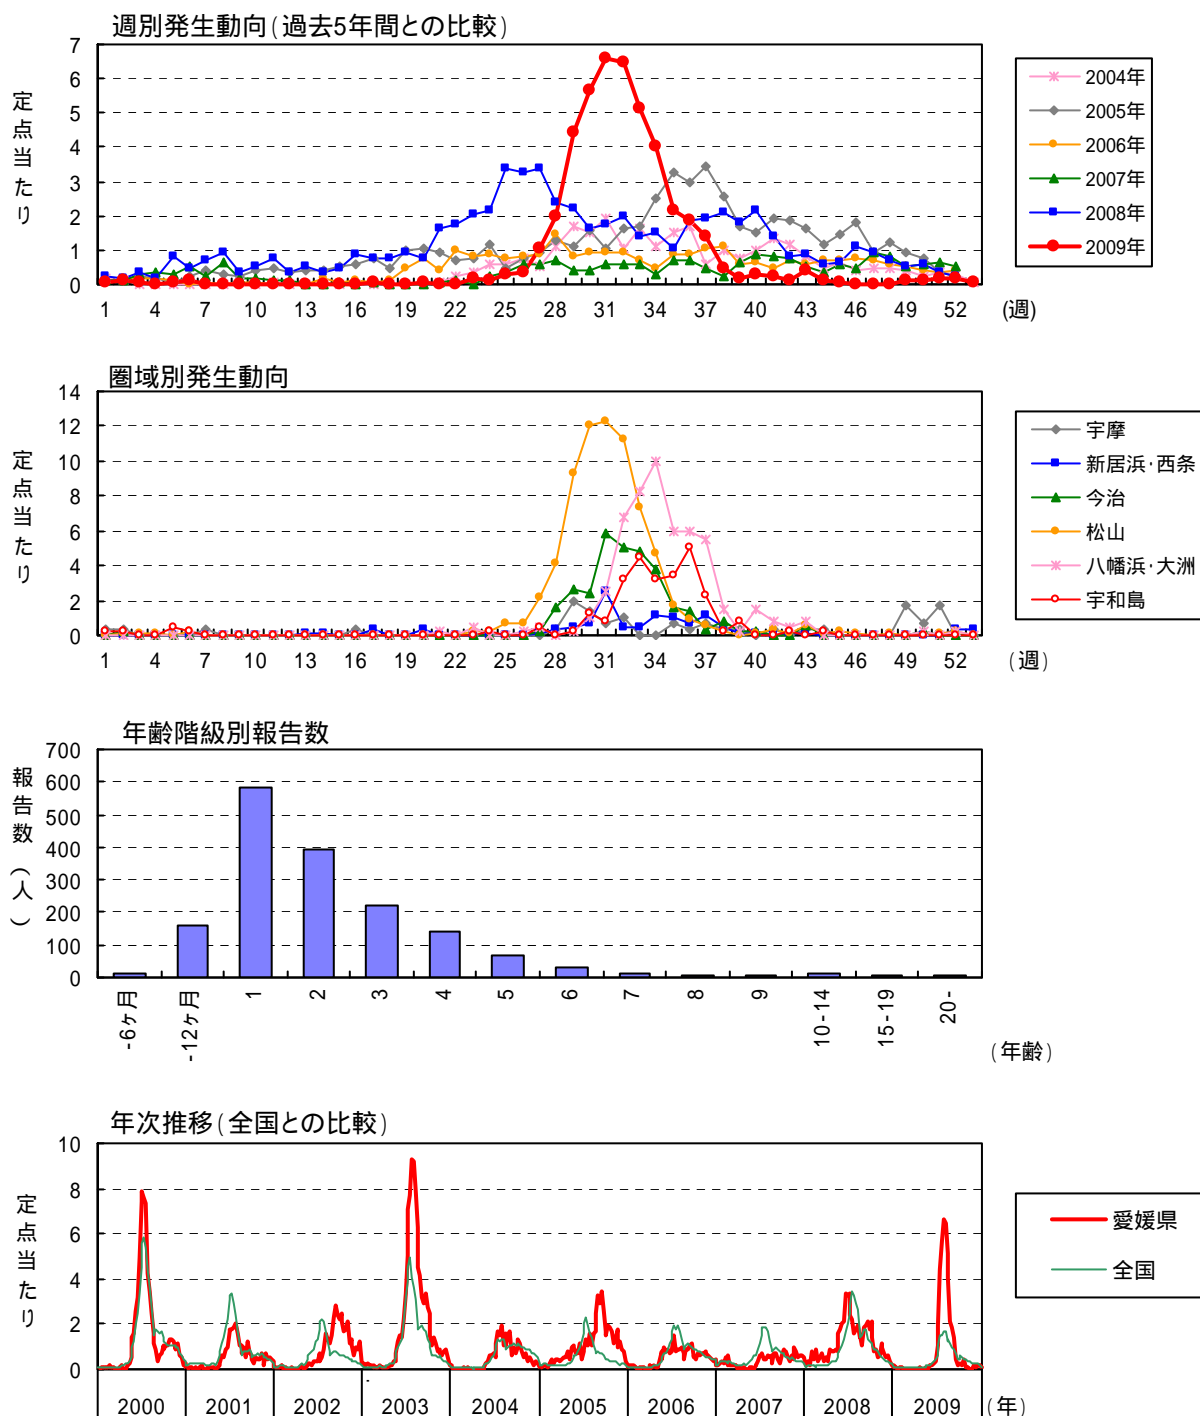 週別発生動向(過去5年間との比較)
7
6
5
4
3
2
1
0
定点当たり
1 4 7 10 13 16 19 22 25 28 31 34 37 40 43 46 49 52 (週)
2004年
2005年
2006年
2007年
2008年
2009年
圏域別発生動向
14
12
10
8
6
4
2
0
定点当たり
1 4 7 10 13 16 19 22 25 28 31 34 37 40 43 46 49 52 (週)
宇摩
新居浜・西条
今治
松山
八幡浜・大洲
宇和島
年齢階級別報告数
700
600
500
400
300
200
100
0
報告数(人)
-6ヶ月 -12ヶ月 1 2 3 4 5 6 7 8 9 10-14 15-19 20-
(年齢)
年次推移(全国との比較)
10
8
6
4
2
0
定点当たり
2000 2001 2002 2003 2004 2005 2006 2007 2008 2009 (年)
愛媛県
全国